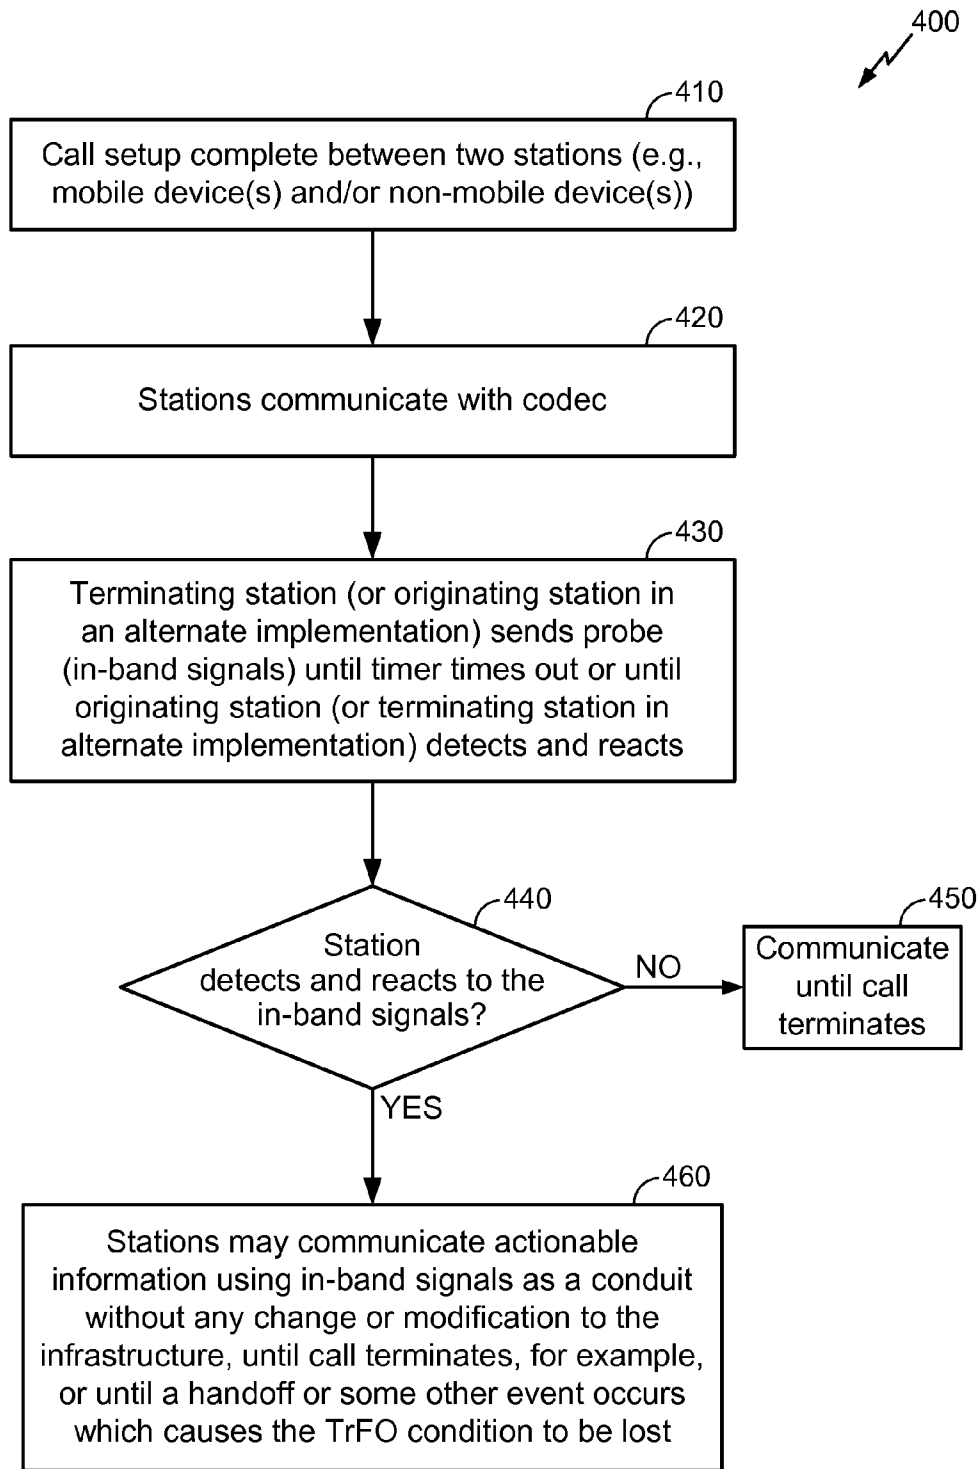 400
410
Call setup complete between two stations (e.g.,
mobile device(s) and/or non-mobile device(s))
420
Stations communicate with codec
430
Terminating station (or originating station in
an alternate implementation) sends probe
(in-band signals) until timer times out or until
originating station (or terminating station in
alternate implementation) detects and reacts
440
Station
detects and reacts to the
in-band signals?
NO
450
Communicate
until call
terminates
YES
460
Stations may communicate actionable
information using in-band signals as a conduit
without any change or modification to the
infrastructure, until call terminates, for example,
or until a handoff or some other event occurs
which causes the TrFO condition to be lost